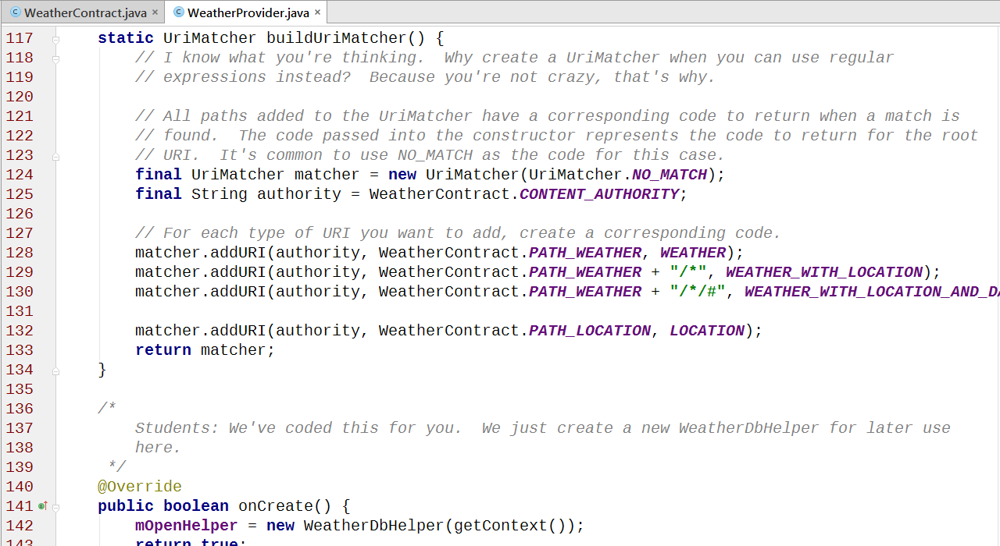 WeatherContract.java × WeatherProvider.java ×
117 static UriMatcher buildUriMatcher() {
118 // I know what you're thinking.  Why create a UriMatcher when you can use regular
119 // expressions instead?  Because you're not crazy, that's why.
120
121 // All paths added to the UriMatcher have a corresponding code to return when a match is
122 // found.  The code passed into the constructor represents the code to return for the root
123 // URI.  It's common to use NO_MATCH as the code for this case.
124 final UriMatcher matcher = new UriMatcher(UriMatcher.NO_MATCH);
125 final String authority = WeatherContract.CONTENT_AUTHORITY;
126
127 // For each type of URI you want to add, create a corresponding code.
128 matcher.addURI(authority, WeatherContract.PATH_WEATHER, WEATHER);
129 matcher.addURI(authority, WeatherContract.PATH_WEATHER + "/*", WEATHER_WITH_LOCATION);
130 matcher.addURI(authority, WeatherContract.PATH_WEATHER + "/*/#", WEATHER_WITH_LOCATION_AND_DA
131
132 matcher.addURI(authority, WeatherContract.PATH_LOCATION, LOCATION);
133 return matcher;
134 }
135
136 /*
137 Students: We've coded this for you.  We just create a new WeatherDbHelper for later use
138 here.
139 */
140 @Override
141 public boolean onCreate() {
142 mOpenHelper = new WeatherDbHelper(getContext());
143 return true;